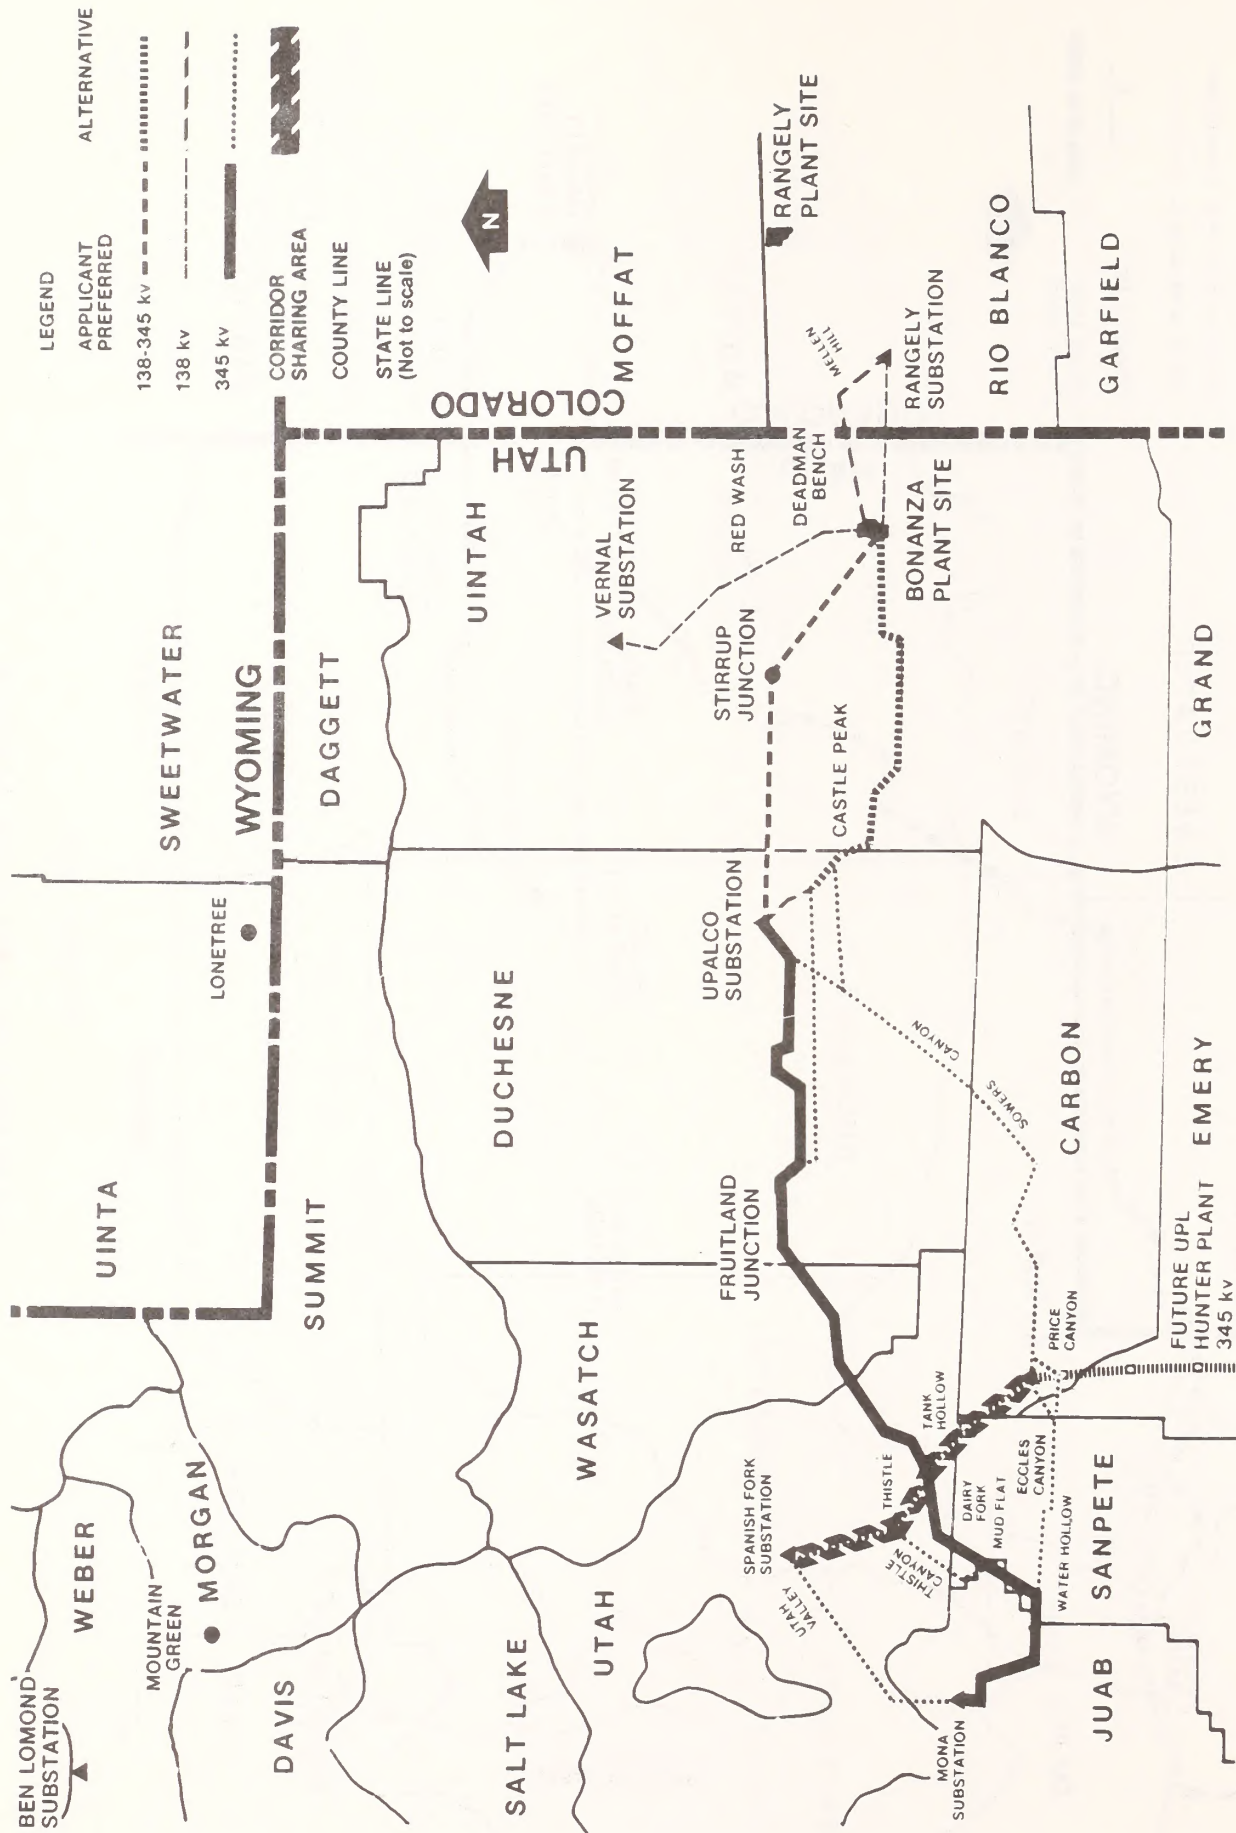 LEGEND
APPLICANT
PREFERRED
ALTERNATIVE
138-345 kv
138 kv
345 kv
CORRIDOR
SHARING AREA
COUNTY LINE
STATE LINE
(Not to scale)
N
BEN LOMOND
SUBSTATION
WEBER
MOUNTAIN
GREEN
MORGAN
DAVIS
SALT LAKE
UTAH
UINTA
SUMMIT
LONETREE
SWEETWATER
WYOMING
DAGGETT
UINTAH
UTAH
COLORADO
MOFFAT
WASATCH
DUCHESNE
VERNAL
SUBSTATION
RED WASH
DEADMAN
BENCH
MELLEN
HILL
RANGELY
PLANT SITE
RANGELY
SUBSTATION
BONANZA
PLANT SITE
STIRRUP
JUNCTION
CASTLE PEAK
UPALCO
SUBSTATION
FRUITLAND
JUNCTION
SOWERS
CANYON
SPANISH FORK
SUBSTATION
UTAH
VALLEY
THISTLE
THISTLE
CANYON
TANK
HOLLOW
DAIRY
FORK
MUD FLAT
ECCLES
CANYON
WATER HOLLOW
PRICE
CANYON
MONA
SUBSTATION
JUAB
SANPETE
CARBON
FUTURE UPL
HUNTER PLANT
345 kv
EMERY
GRAND
RIO BLANCO
GARFIELD